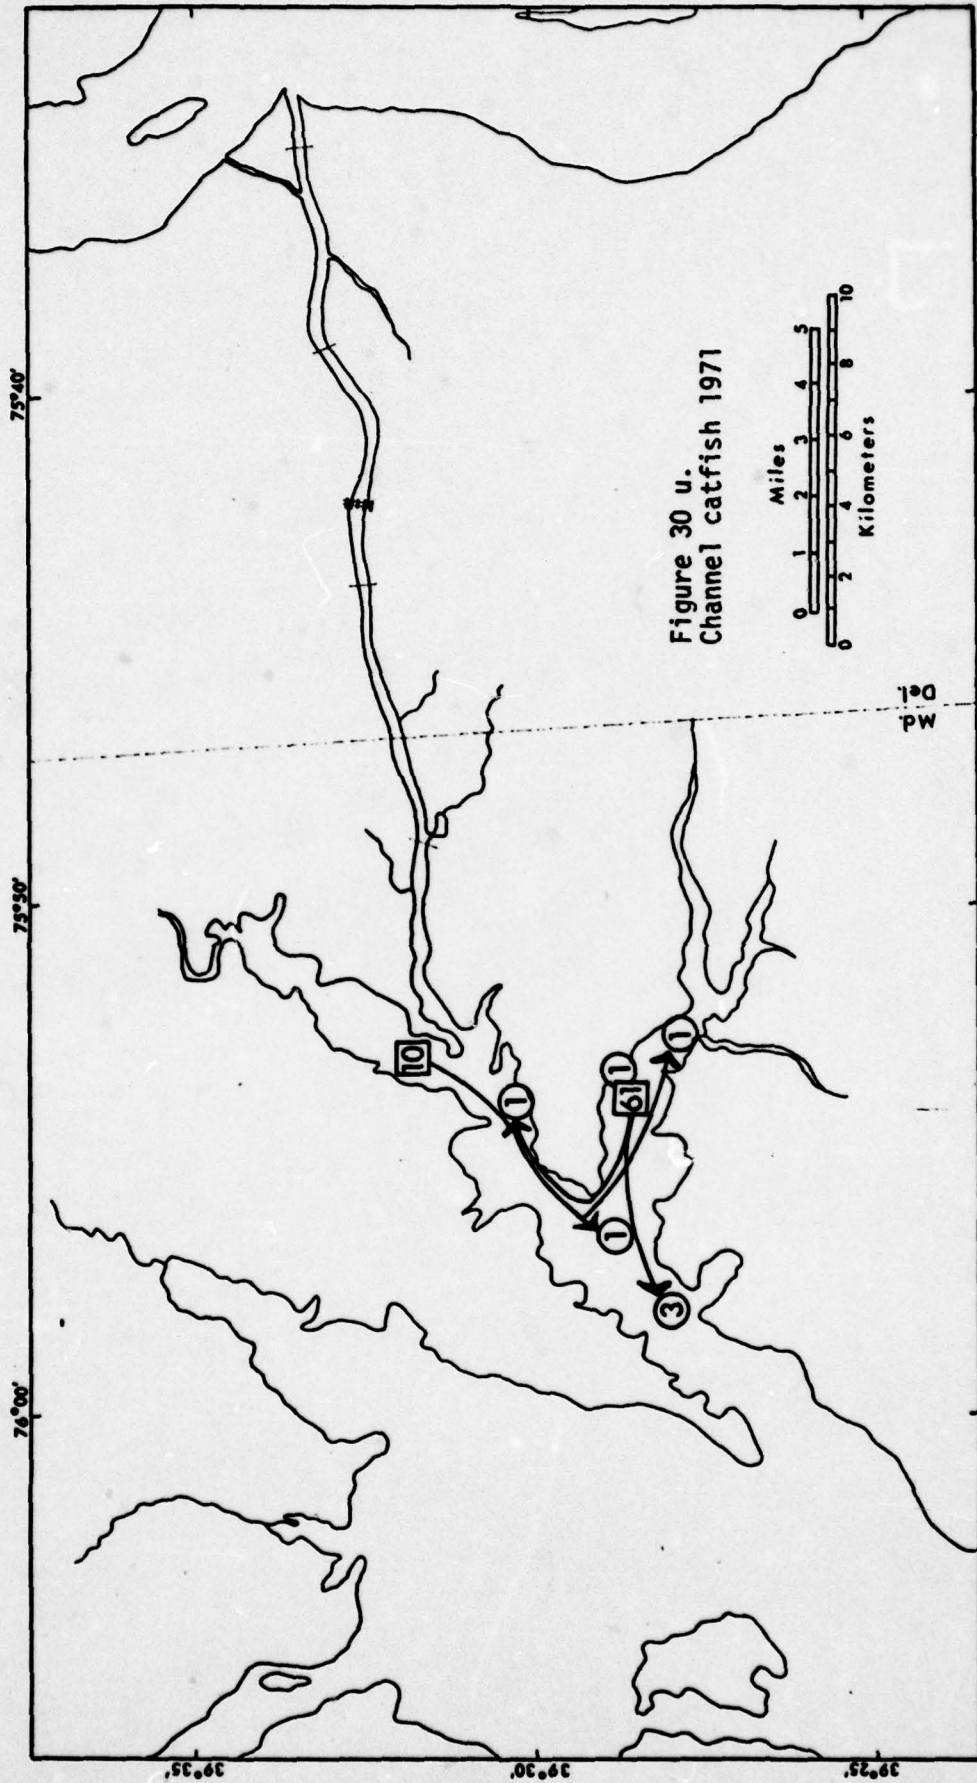 76°00'
75°50'
75°40'
39°35'
39°30'
39°25'
10
1
1
61
1
1
3
Md.
Del.
Figure 30 u.
Channel catfish 1971
Miles
0 1 2 3 4 5
0 2 4 6 8 10
Kilometers